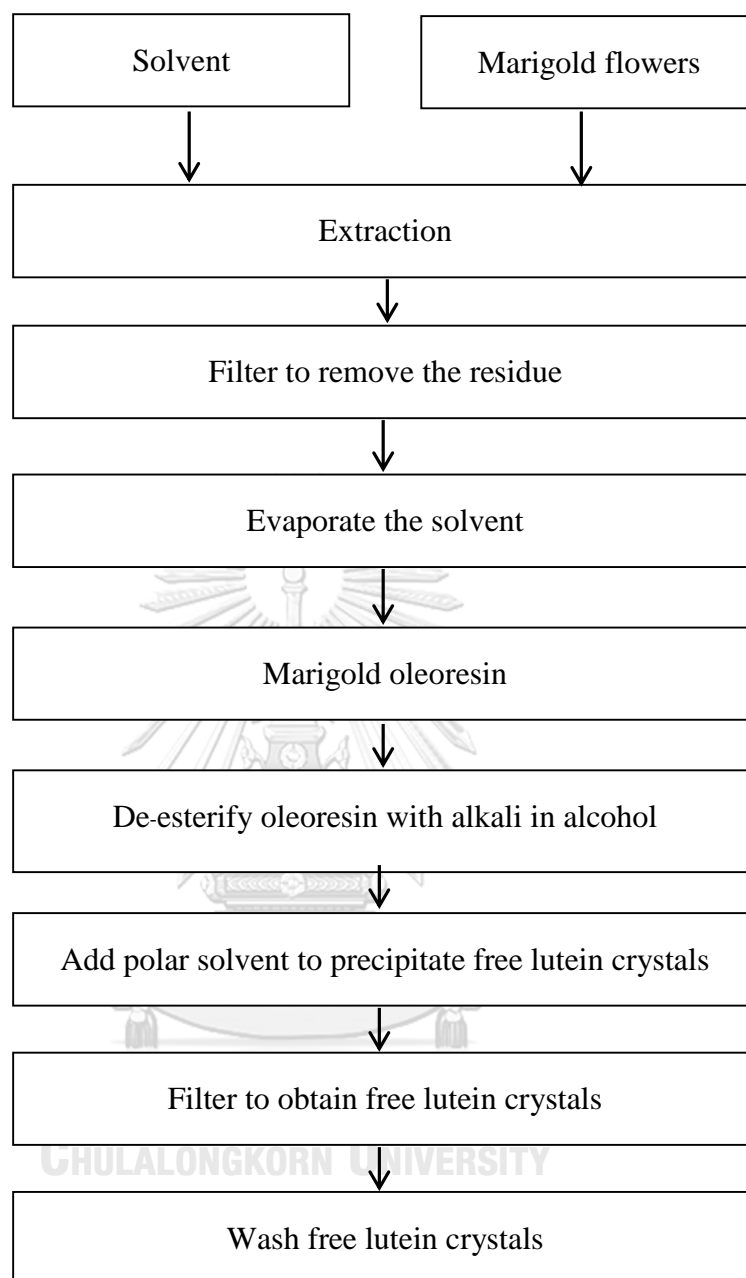 Solvent
Marigold flowers
Extraction
Filter to remove the residue
Evaporate the solvent
Marigold oleoresin
De-esterify oleoresin with alkali in alcohol
Add polar solvent to precipitate free lutein crystals
Filter to obtain free lutein crystals
CHULALONGKORN UNIVERSITY
Wash free lutein crystals